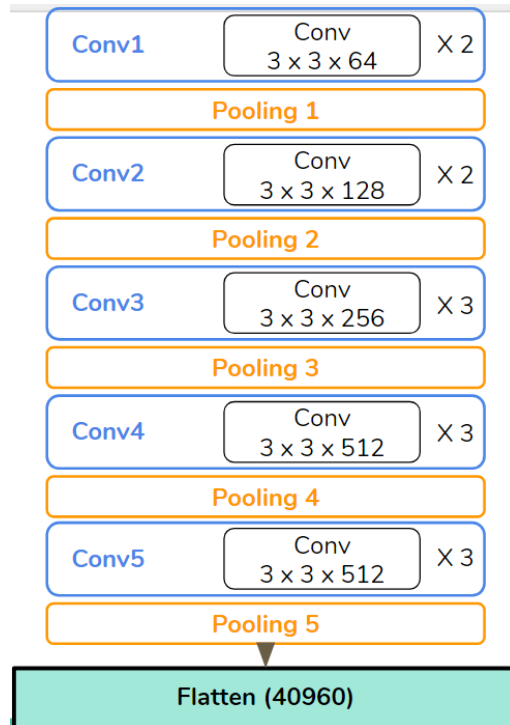 Conv1
Conv
3 x 3 x 64
X 2
Pooling 1
Conv2
Conv
3 x 3 x 128
X 2
Pooling 2
Conv3
Conv
3 x 3 x 256
X 3
Pooling 3
Conv4
Conv
3 x 3 x 512
X 3
Pooling 4
Conv5
Conv
3 x 3 x 512
X 3
Pooling 5
Flatten (40960)